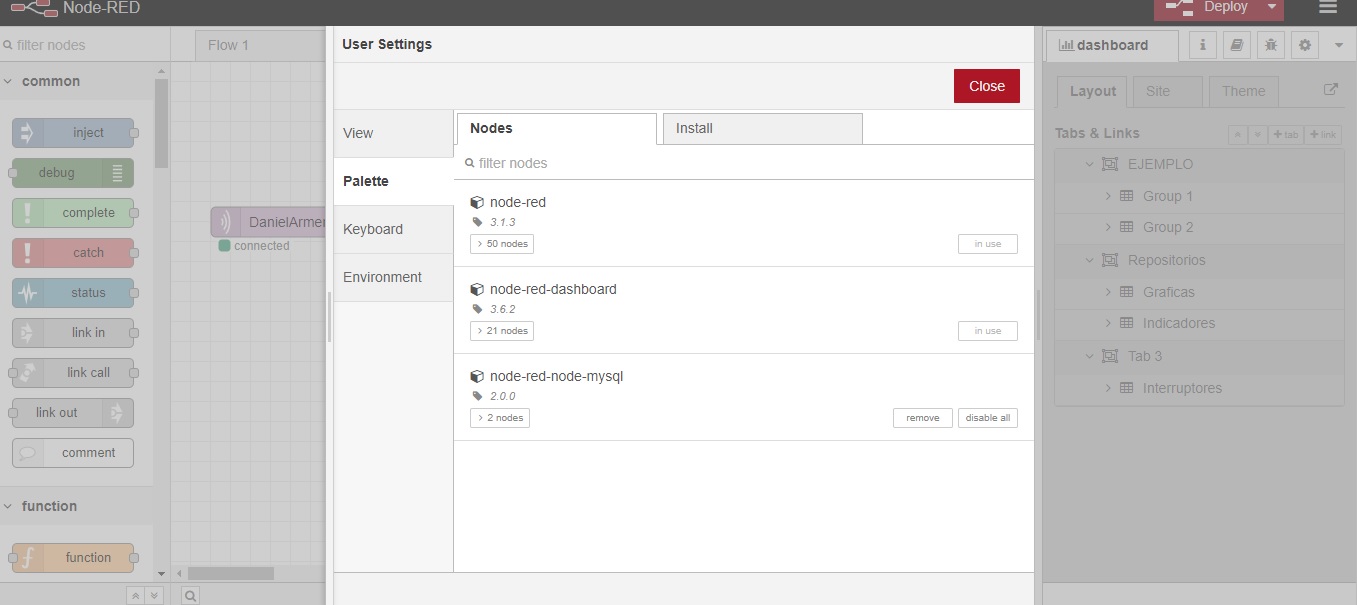 Node-RED
Deploy
filter nodes
common
inject
debug
complete
catch
status
link in
link call
link out
comment
function
function
Flow 1
DanielArmer
connected
User Settings
Close
View
Palette
Keyboard
Environment
Nodes
Install
filter nodes
node-red
3.1.3
50 nodes
in use
node-red-dashboard
3.6.2
21 nodes
in use
node-red-node-mysql
2.0.0
2 nodes
remove
disable all
dashboard
Layout
Site
Theme
Tabs & Links
+ tab
+ link
EJEMPLO
Group 1
Group 2
Repositorios
Graficas
Indicadores
Tab 3
Interruptores